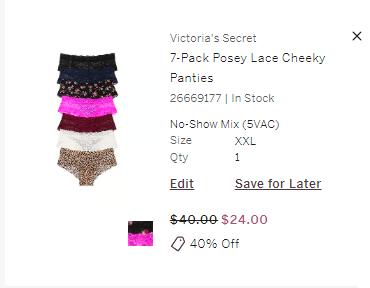 Victoria's Secret
7-Pack Posey Lace Cheeky
Panties
26669177 | In Stock
No-Show Mix (5VAC)
Size XXL
Qty 1
Edit Save for Later
$40.00 $24.00
40% Off